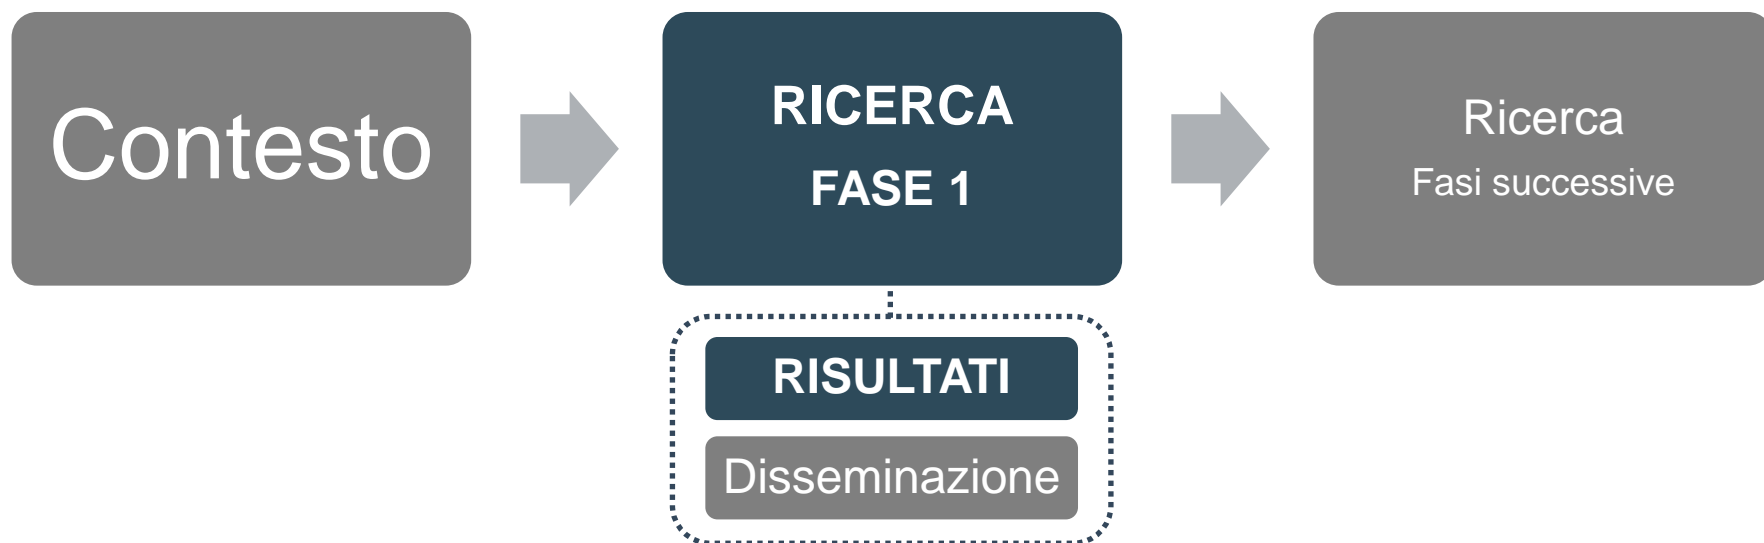 Contesto
RICERCA
FASE 1
Ricerca
Fasi successive
RISULTATI
Disseminazione